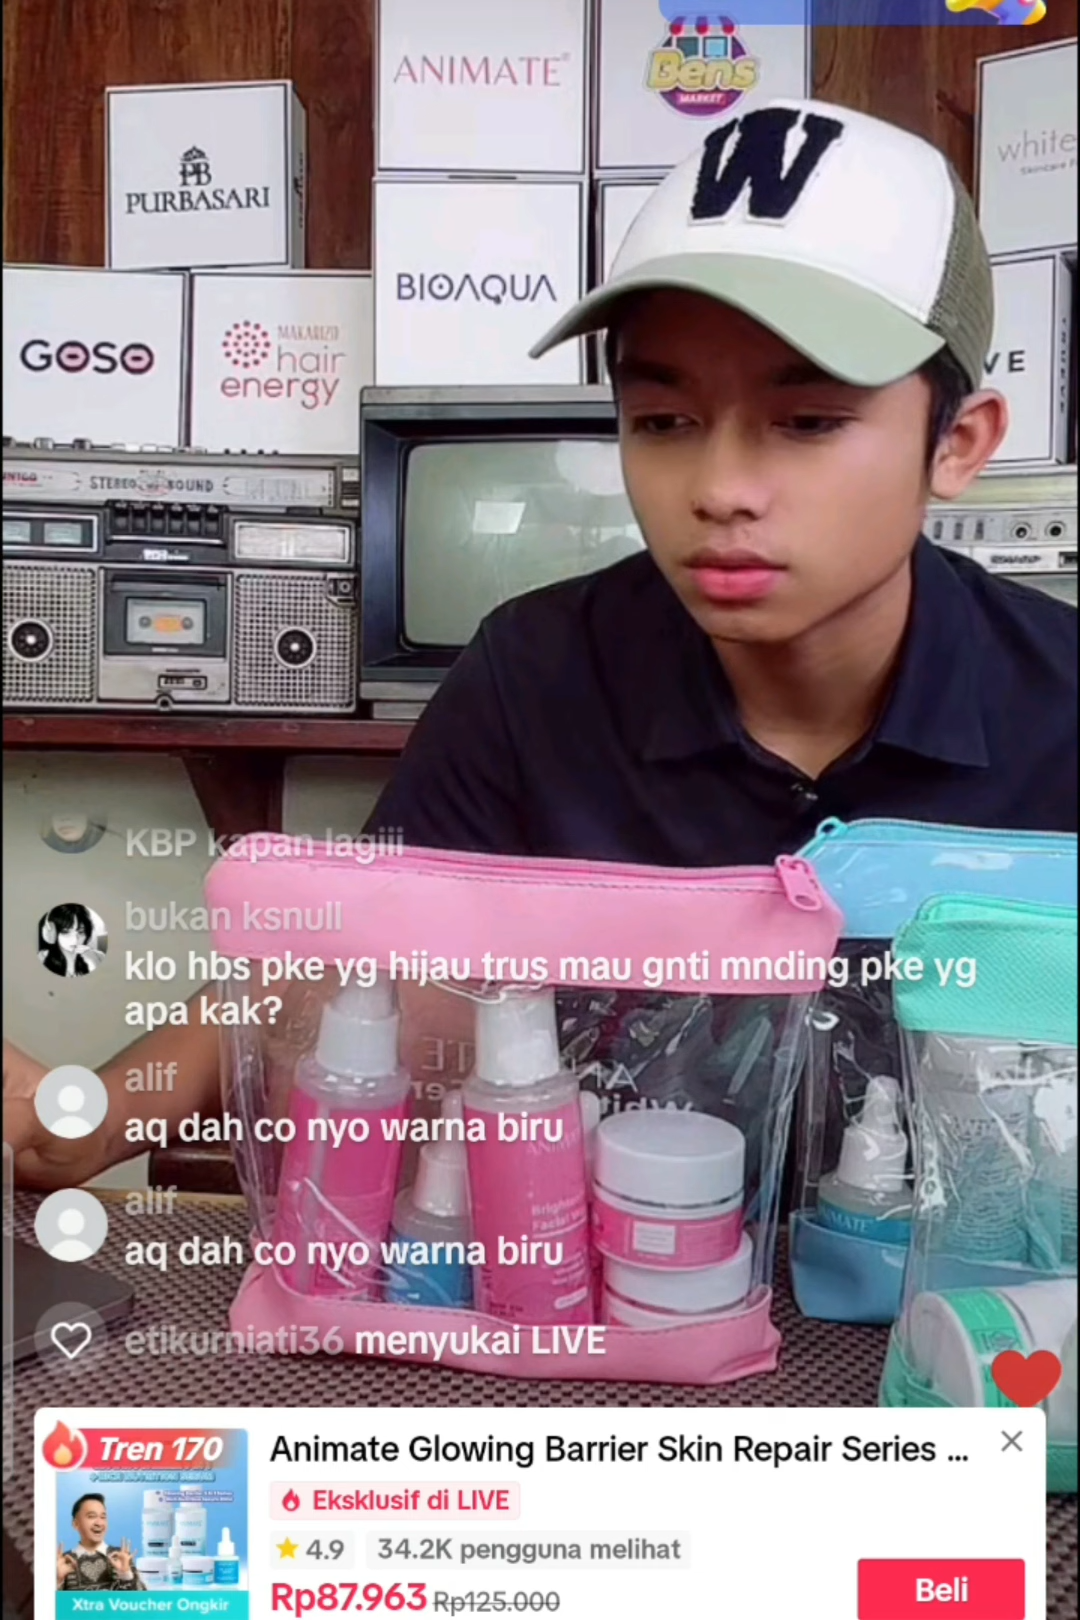 ANIMATE®
Bens
MARKET
W
PB
PURBASARI
white
GOSO
MAKARIZO
hair
energy
BIOAQUA
VE
STEREO SOUND
KBP kapan lagiii
bukan ksnull
klo hbs pke yg hijau trus mau gnti mnding pke yg
apa kak?
alif
aq dah co nyo warna biru
alif
aq dah co nyo warna biru
etikurniati36 menyukai LIVE
Tren 170
Xtra Voucher Ongkir
Animate Glowing Barrier Skin Repair Series ...
Eksklusif di LIVE
4.9
34.2K pengguna melihat
Rp87.963 Rp125.000
Beli